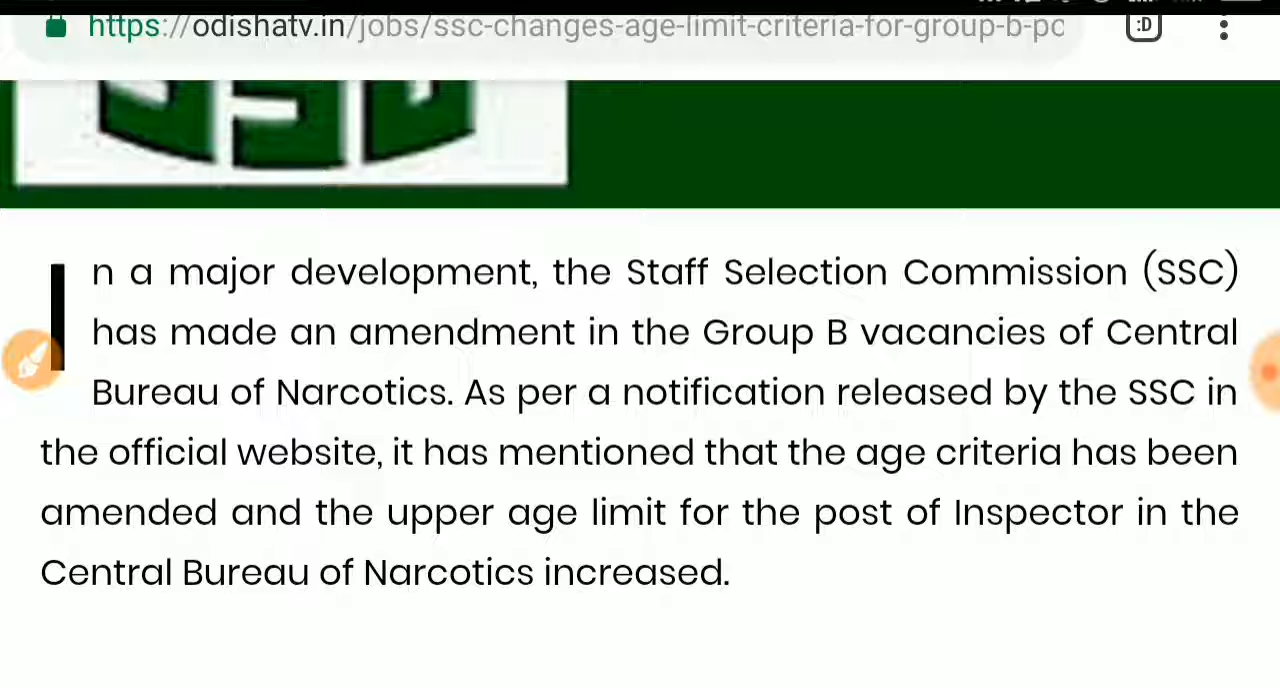 https://odishatv.in/jobs/ssc-changes-age-limit-criteria-for-group-b-po
:D
In a major development, the Staff Selection Commission (SSC)
has made an amendment in the Group B vacancies of Central
Bureau of Narcotics. As per a notification released by the SSC in
the official website, it has mentioned that the age criteria has been
amended and the upper age limit for the post of Inspector in the
Central Bureau of Narcotics increased.